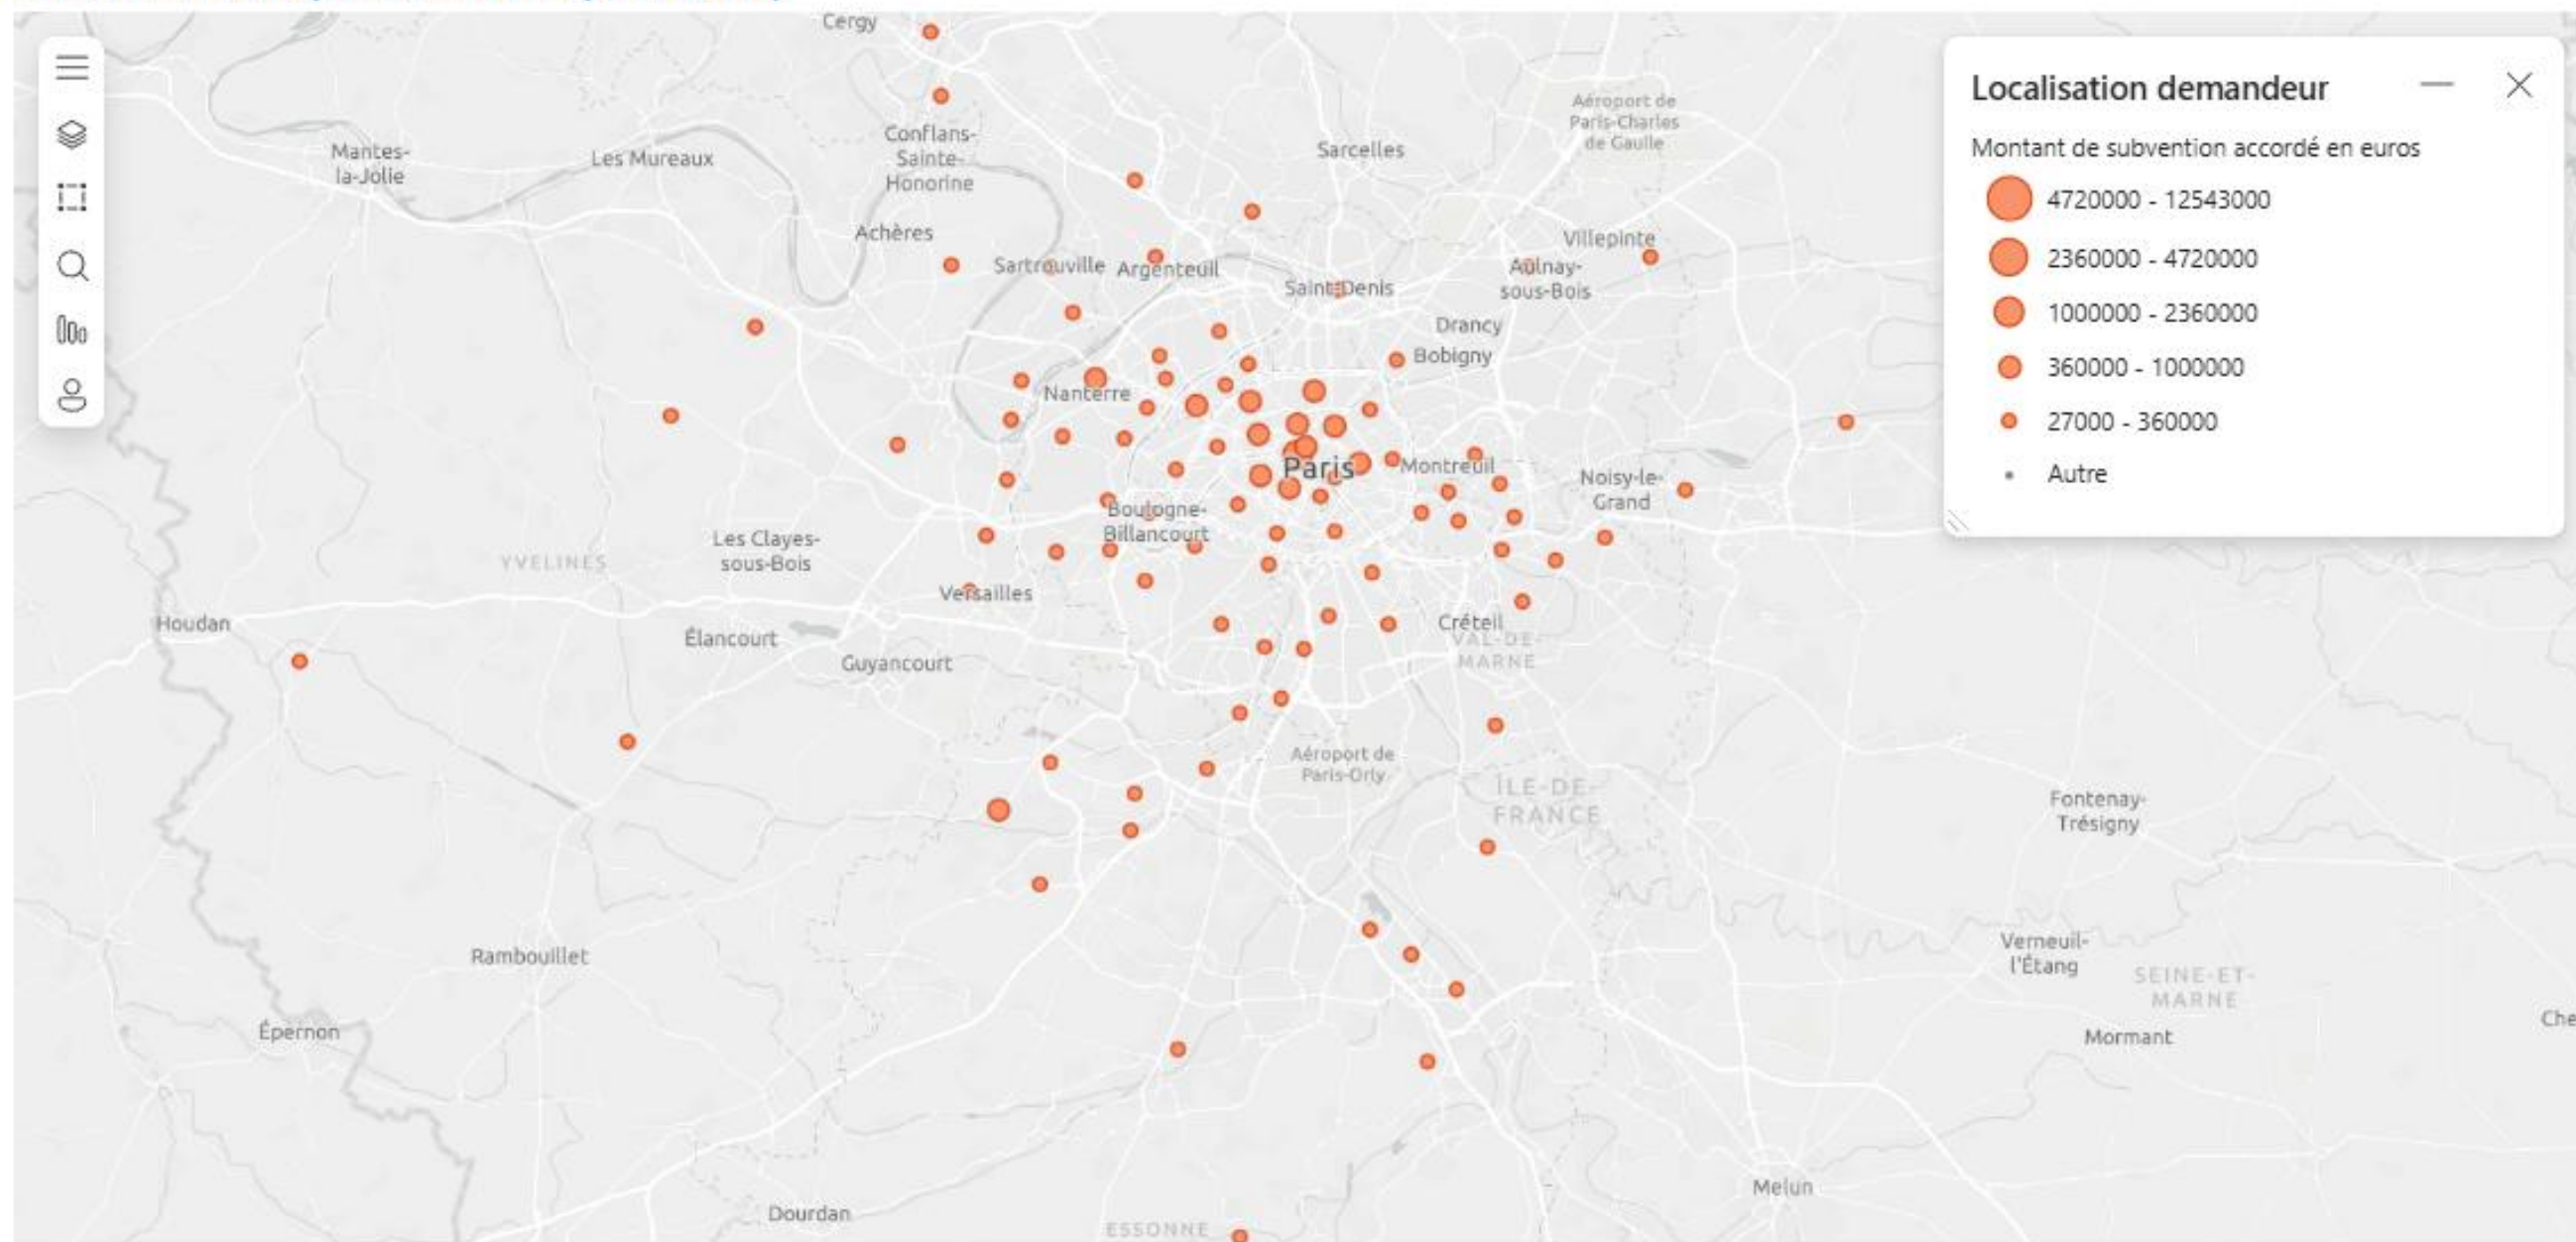 Cergy
Aéroport de
Paris-Charles
de Gaulle
Conflans-
Sainte-
Honorine
Mantes-
la-Jolie
Les Mureaux
Sarcelles
Achères
Sartrouville
Argenteuil
Villepinte
Aulnay-
sous-Bois
Saint-Denis
Drancy
Bobigny
Nanterre
Paris
Montreuil
Noisy-le-
Grand
Boulogne-
Billancourt
Les Clayes-
sous-Bois
YVELINES
Versailles
Houdan
Élancourt
Guyancourt
Créteil
VAL-DE-
MARNE
Aéroport de
Paris-Orly
ÎLE-DE-
FRANCE
Fontenay-
Trésigny
Rambouillet
Verneuil-
l'Étang
SEINE-ET-
MARNE
Épernon
Mormant
Che
Melun
Dourdan
ESSONNE
Localisation demandeur
Montant de subvention accordé en euros
4720000 - 12543000
2360000 - 4720000
1000000 - 2360000
360000 - 1000000
27000 - 360000
Autre